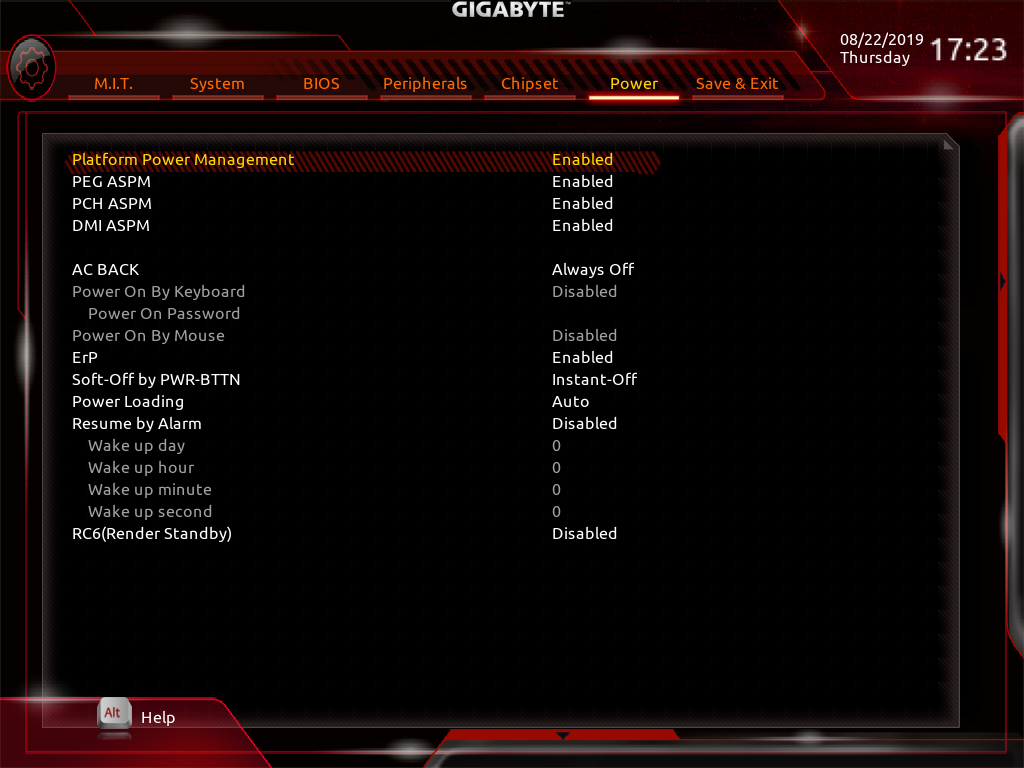 GIGABYTE™
08/22/2019 17:23
Thursday
M.I.T. System BIOS Peripherals Chipset Power Save & Exit
Platform Power Management Enabled
PEG ASPM Enabled
PCH ASPM Enabled
DMI ASPM Enabled
AC BACK Always Off
Power On By Keyboard Disabled
Power On Password
Power On By Mouse Disabled
ErP Enabled
Soft-Off by PWR-BTTN Instant-Off
Power Loading Auto
Resume by Alarm Disabled
Wake up day 0
Wake up hour 0
Wake up minute 0
Wake up second 0
RC6(Render Standby) Disabled
Alt Help